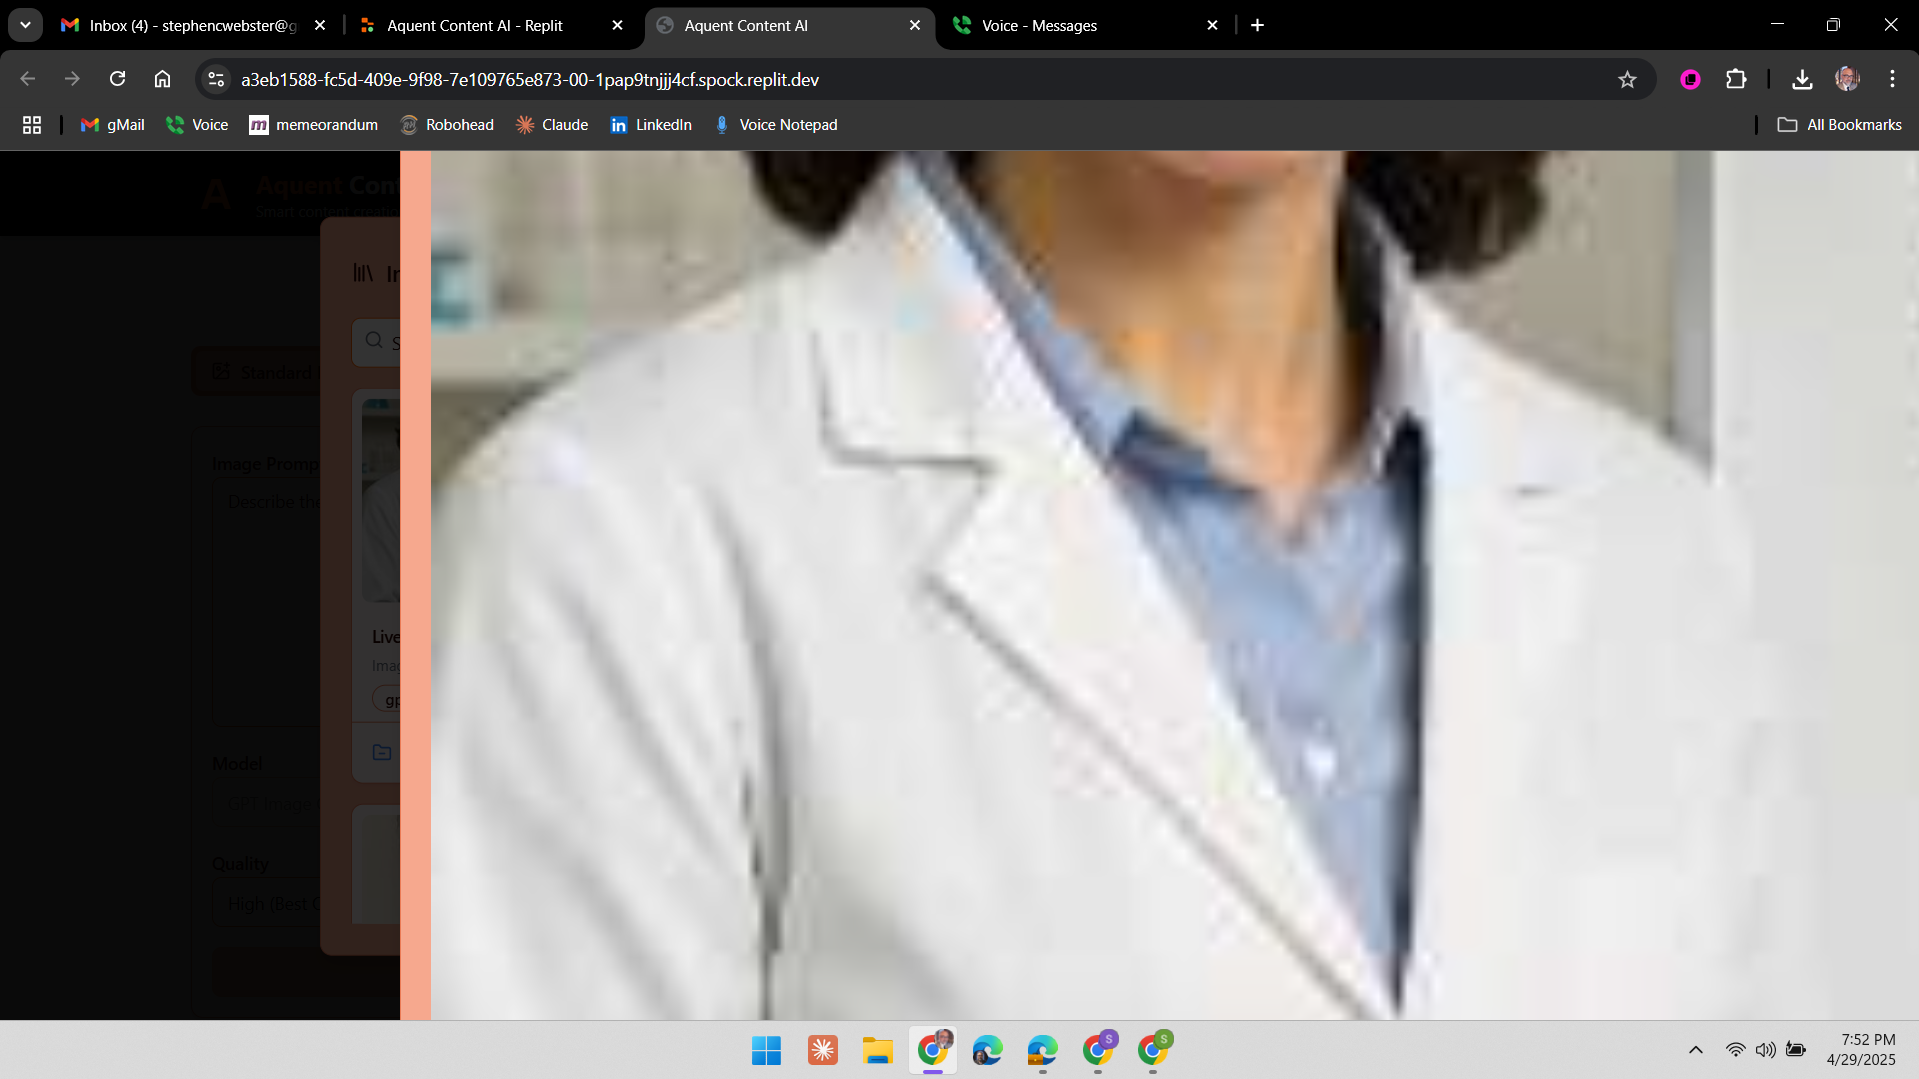 Inbox (4) - stephencwebster@g
Aquent Content AI - Replit
Aquent Content AI
Voice - Messages
a3eb1588-fc5d-409e-9f98-7e109765e873-00-1pap9tnjjj4cf.spock.replit.dev
gMail
Voice
m memeorandum
Robohead
Claude
in LinkedIn
Voice Notepad
All Bookmarks
A
Aquent Cont
Smart content creatio
Standard
Image Promp
Describe the
Live
Imag
gp
Model
GPT Image
Quality
High (Best
7:52 PM
4/29/2025